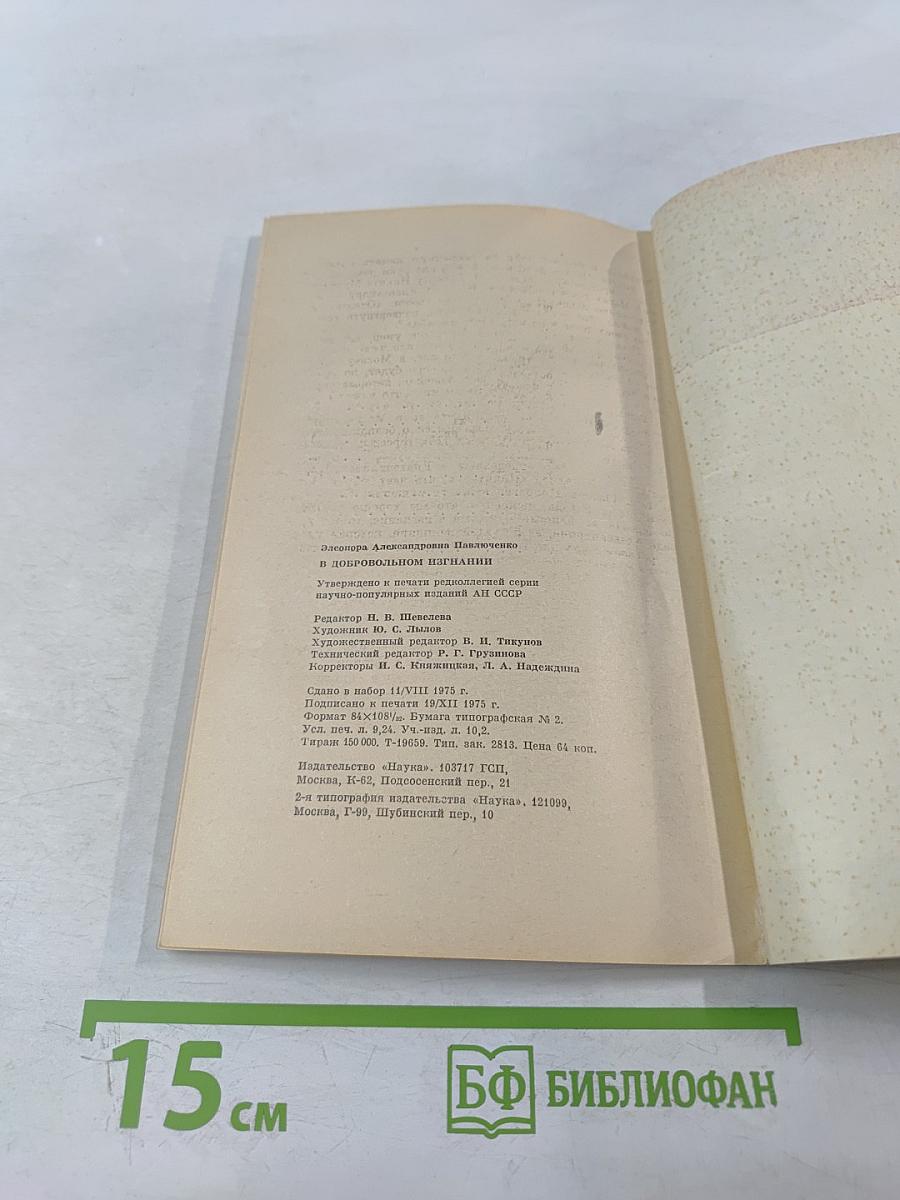 Элеонора Александровна Павлюченко
В ДОБРОВОЛЬНОМ ИЗГНАНИИ
Утверждено к печати редколлегией серии
научно-популярных изданий АН СССР
Редактор Н. В. Шевелева
Художник Ю. С. Лылов
Художественный редактор В. И. Тикунов
Технический редактор Р. Г. Грузинова
Корректоры И. С. Княжицкая, Л. А. Надеждина
Сдано в набор 11/VIII 1975 г.
Подписано к печати 19/XII 1975 г.
Формат 84×108¹/₃₂. Бумага типографская № 2.
Усл. печ. л. 9,24. Уч.-изд. л. 10,2.
Тираж 150 000. Т-19659. Тип. зак. 2813. Цена 64 коп.
Издательство «Наука». 103717 ГСП,
Москва, К-62, Подсосенский пер., 21
2-я типография издательства «Наука». 121099,
Москва, Г-99, Шубинский пер., 10
15 см
БФ БИБЛИОФАН